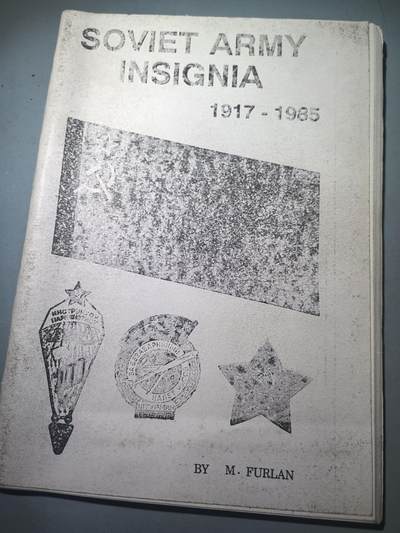 SOVIET ARMY
INSIGNIA
1917 - 1985
BY M. FURLAN